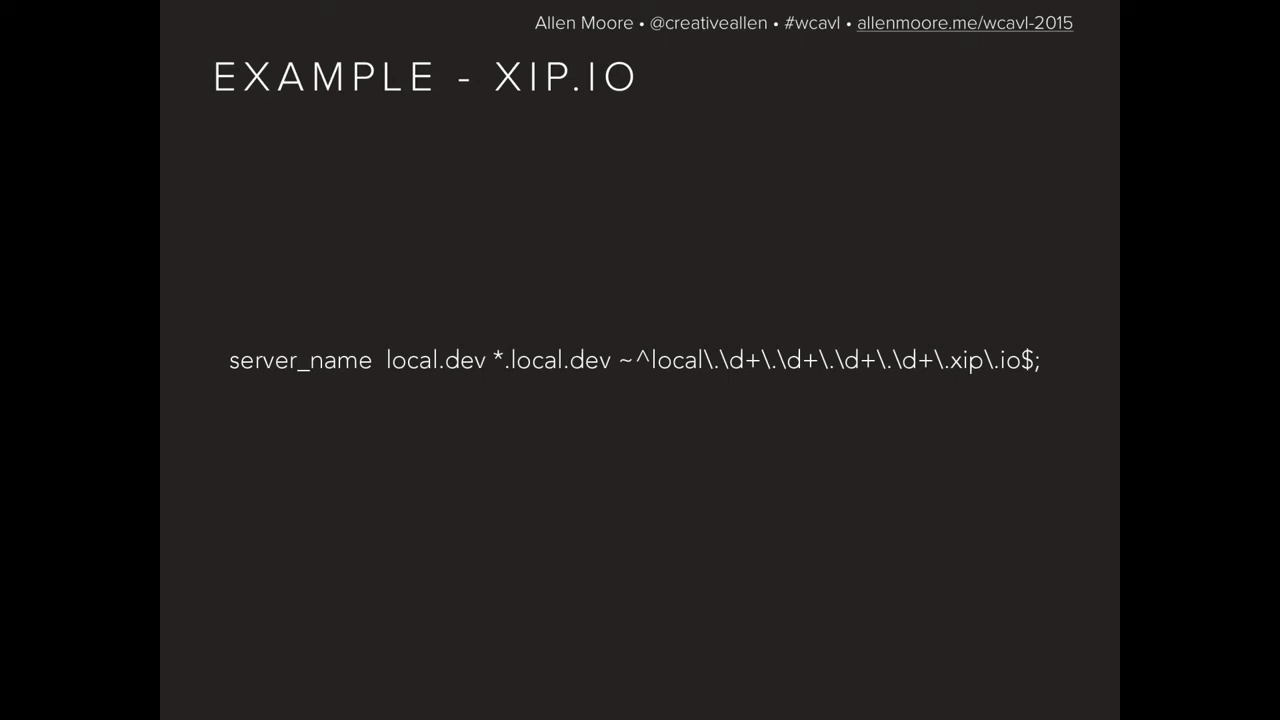 Allen Moore • @creativeallen • #wcavl • allenmoore.me/wcavl-2015
EXAMPLE - XIP.IO
server_name  local.dev *.local.dev ~^local\.\d+\.\d+\.\d+\.\d+\.xip\.io$;